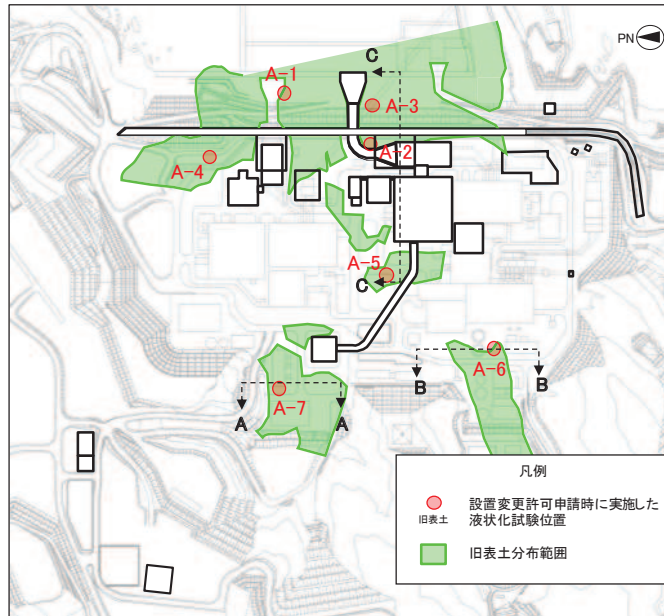 PN
C
A-1
A-3
A-2
A-4
A-5
C
A-6
B
B
A-7
A
A
凡例
旧表土
設置変更許可申請時に実施した
液状化試験位置
旧表土分布範囲